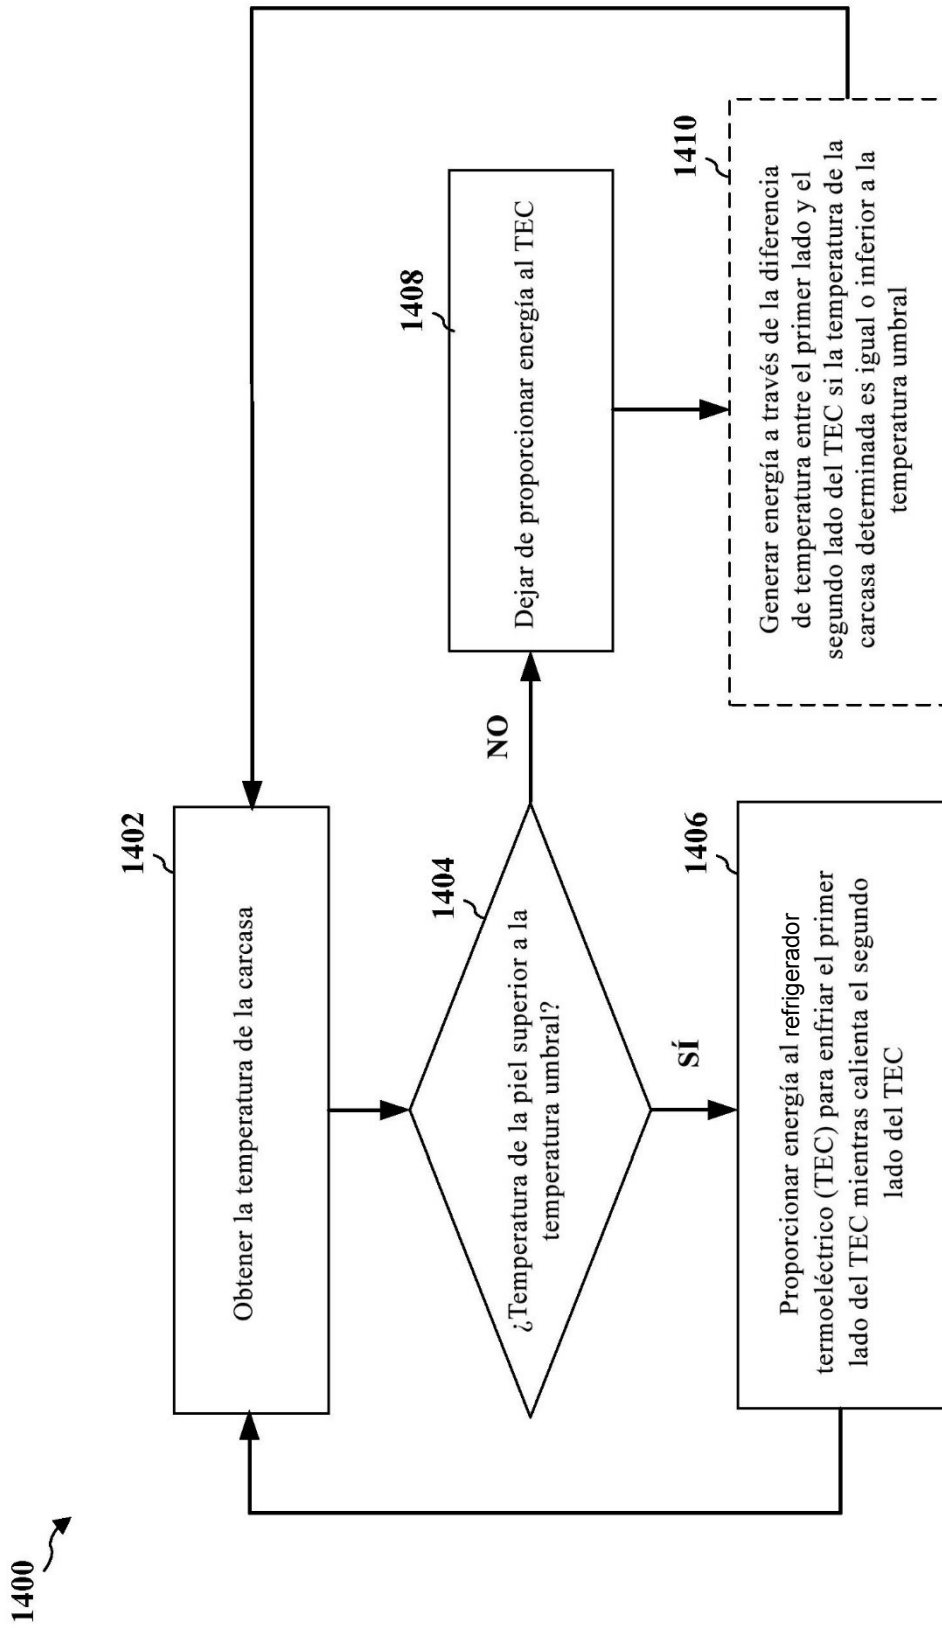 1400
1402
Obtener la temperatura de la carcasa
1404
¿Temperatura de la piel superior a la
temperatura umbral?
NO
SÍ
1406
Proporcionar energía al refrigerador
termoeléctrico (TEC) para enfriar el primer
lado del TEC mientras calienta el segundo
lado del TEC
1408
Dejar de proporcionar energía al TEC
1410
Generar energía a través de la diferencia
de temperatura entre el primer lado y el
segundo lado del TEC si la temperatura de la
carcasa determinada es igual o inferior a la
temperatura umbral